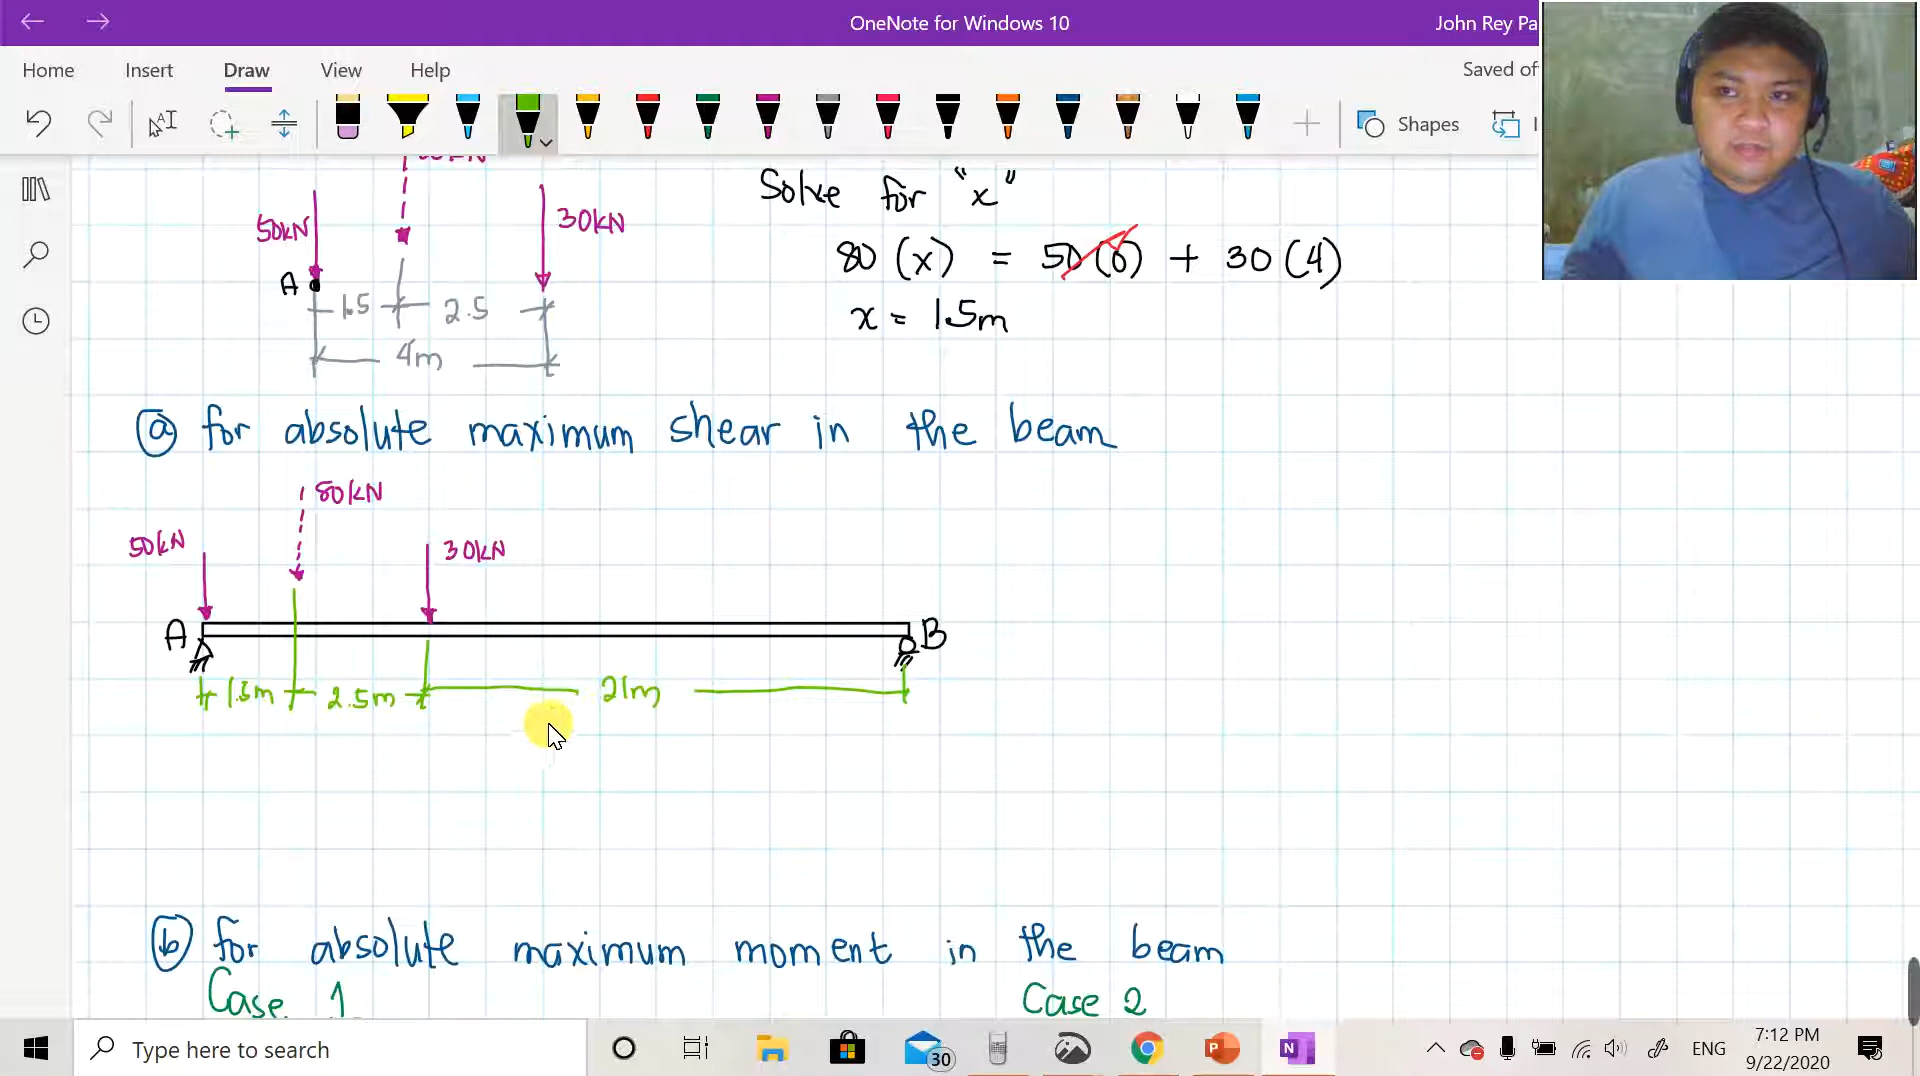 OneNote for Windows 10
John Rey Pa
Home Insert Draw View Help
Saved of
Shapes
50kN
30kN
A
1.5 2.5
4m
Solve for "x"
80 (x) = 50 (0) + 30 (4)
x = 1.5m
a for absolute maximum shear in the beam
80kN
50kN
30kN
A B
1.5m 2.5m 21m
b for absolute maximum moment in the beam
Case 1 Case 2
Type here to search
30
ENG
7:12 PM
9/22/2020